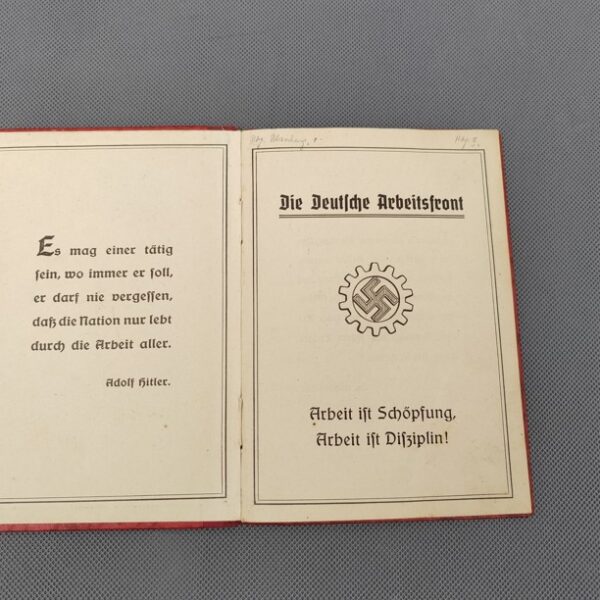 Es mag einer tätig
sein, wo immer er soll,
er darf nie vergessen,
daß die Nation nur lebt
durch die Arbeit aller.
Adolf Hitler.
Die Deutsche Arbeitsfront
Arbeit ist Schöpfung,
Arbeit ist Disziplin!